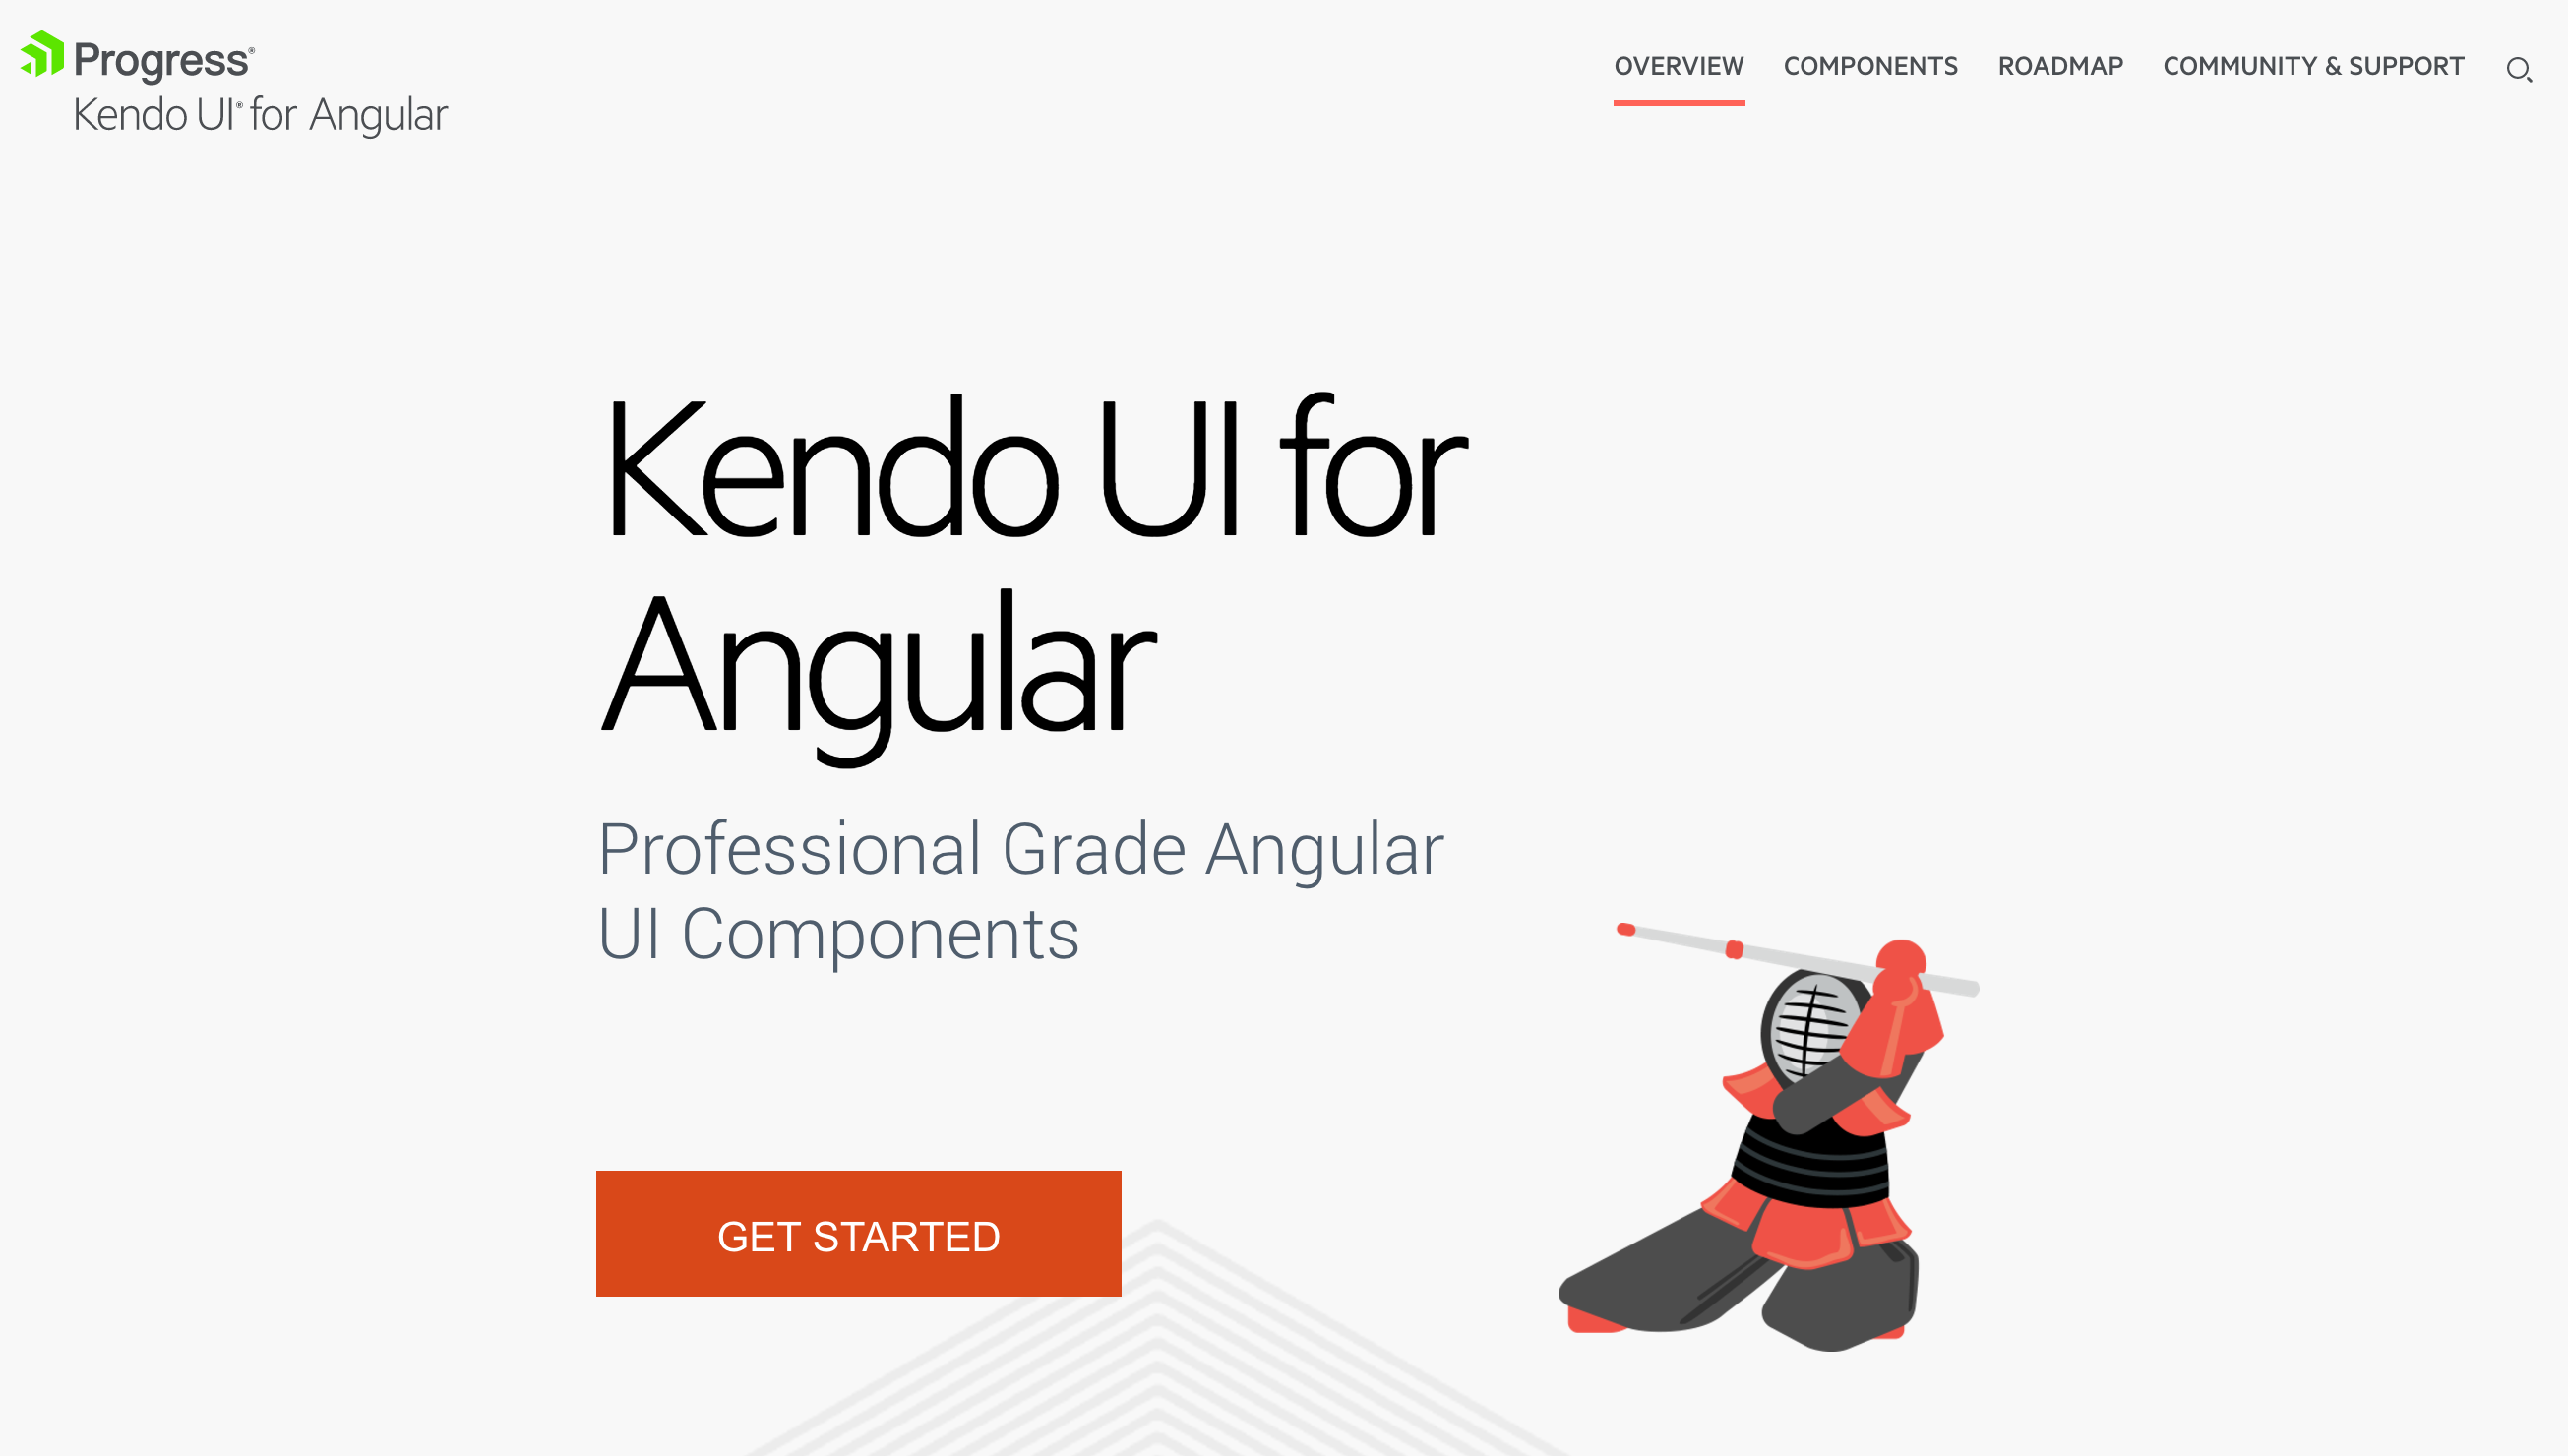 Progress®
Kendo UI® for Angular
OVERVIEW
COMPONENTS
ROADMAP
COMMUNITY & SUPPORT
Kendo UI for
Angular
Professional Grade Angular
UI Components
GET STARTED